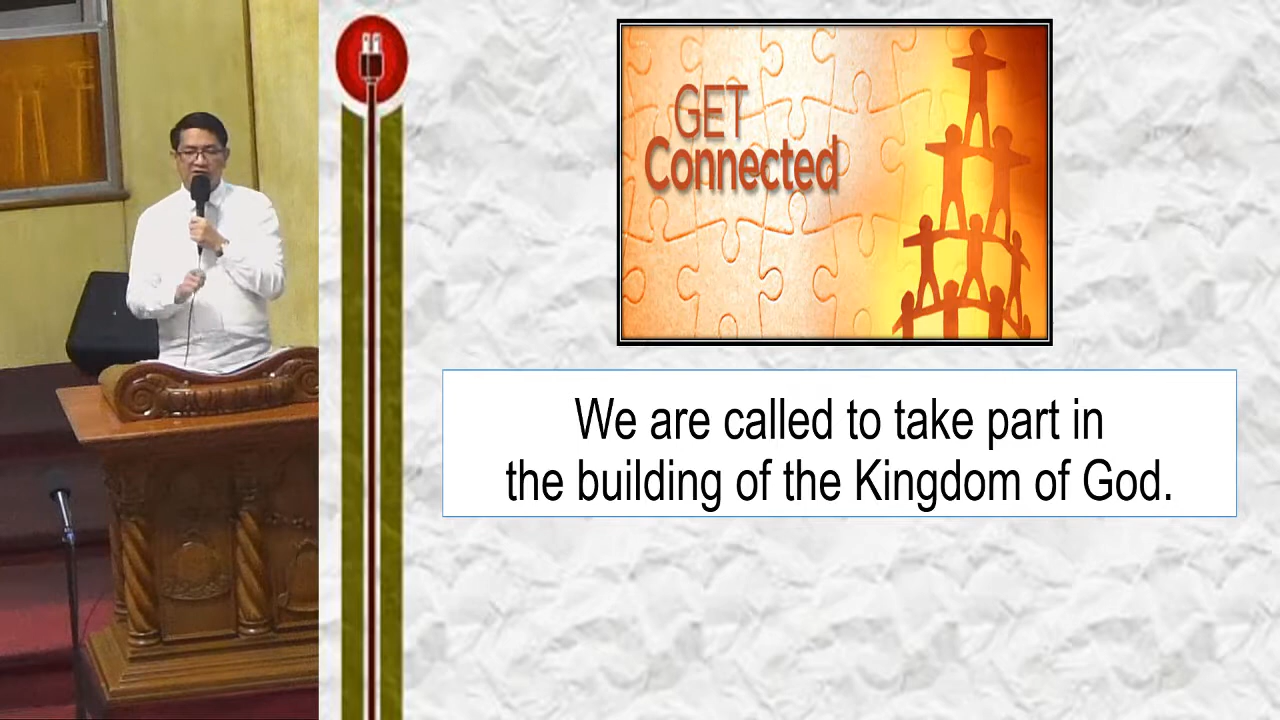 GET
Connected
We are called to take part in
the building of the Kingdom of God.